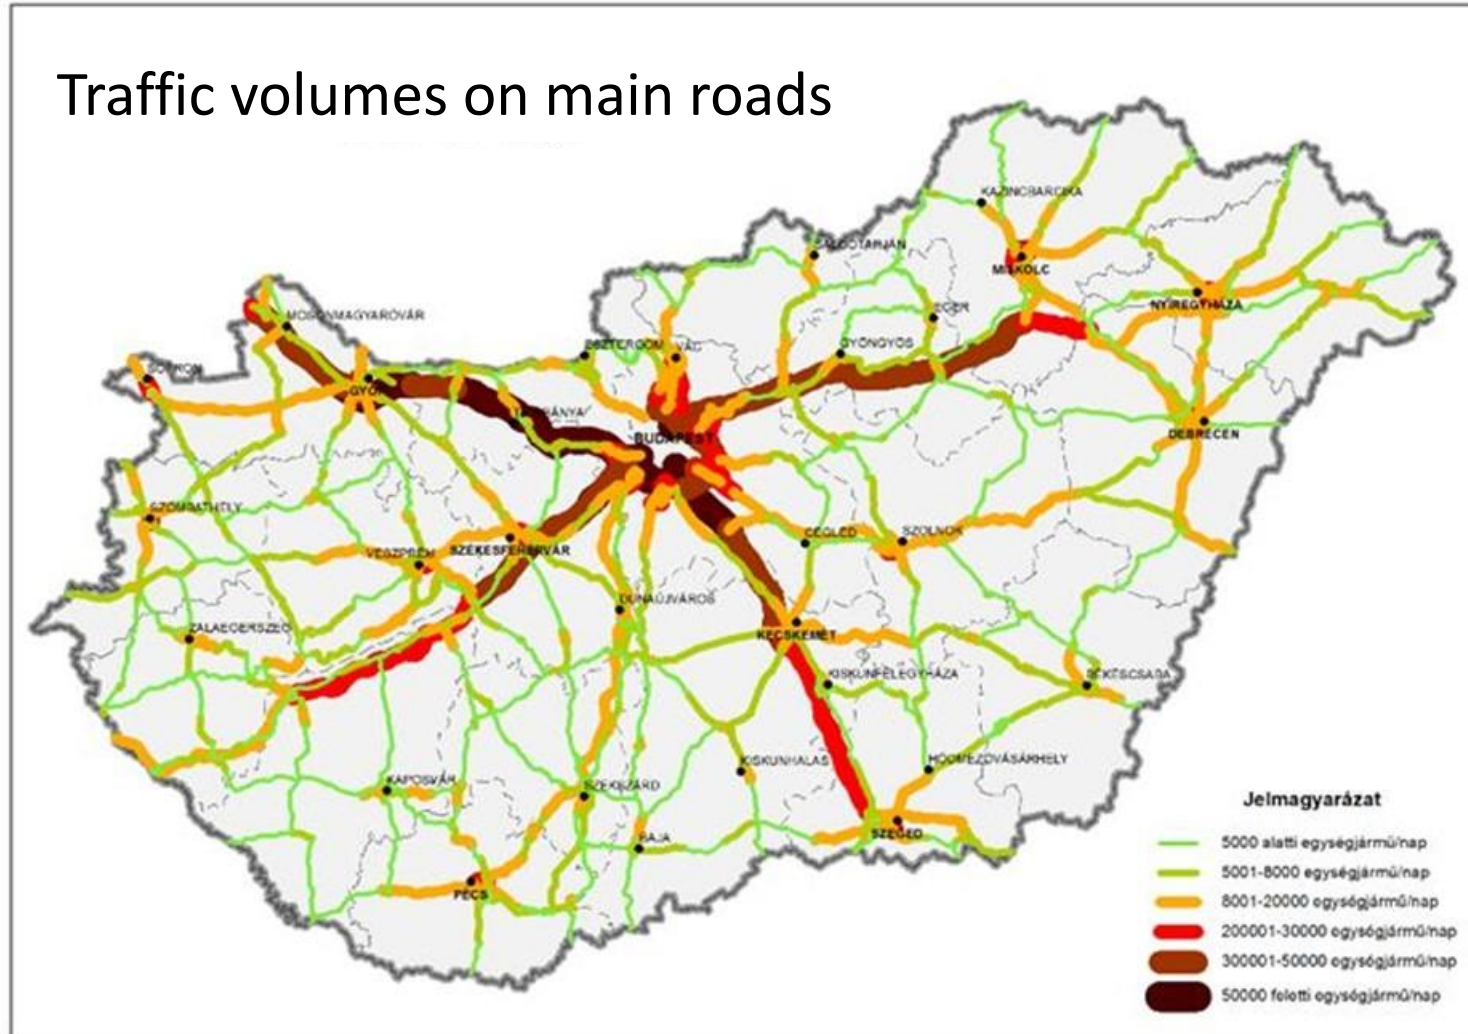 Traffic volumes on main roads
KAZINCBARCIKA
MISKOLC
NYÍREGYHÁZA
MOSONMAGYARÓVÁR
EGER
ESZTERGOM
VÁC
GYÖNGYÖS
SOPRON
GYŐR
BUDAPEST
DEBRECEN
SZOMBATHELY
VESZPRÉM
SZÉKESFEHÉRVÁR
CEGLÉD
SZOLNOK
DUNAÚJVÁROS
ZALAEGERSZEG
KECSKEMÉT
KISKUNFÉLEGYHÁZA
BÉKÉSCSABA
KAPOSVÁR
SZEKSZÁRD
KISKUNHALAS
HÓDMEZŐVÁSÁRHELY
BAJA
SZEGED
PÉCS
Jelmagyarázat
5000 alatti egységjármű/nap
5001-8000 egységjármű/nap
8001-20000 egységjármű/nap
200001-30000 egységjármű/nap
300001-50000 egységjármű/nap
50000 feletti egységjármű/nap